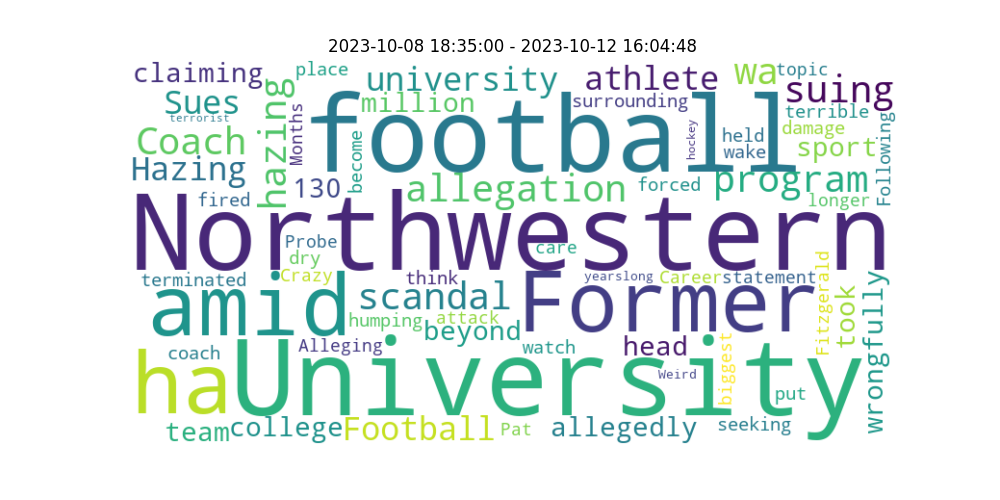 2023-10-08 18:35:00 - 2023-10-12 16:04:48
claiming
place
university
athlete
wa
topic
suing
Sues
terrorist
million
surrounding
terrible
Coach
hazing
Months
football
hockey
held
wake
damage
sport
Following
Hazing
become
130
allegation
forced
program
longer
fired
Northwestern
Probe
dry
care
terminated
Crazy
think
yearslong
Career
statement
Fitzgerald
took
wrongfully
amid
scandal
Former
humping
attack
beyond
coach
Alleging
watch
head
Weird
biggest
ha
University
put
team
college
Football
Pat
allegedly
seeking